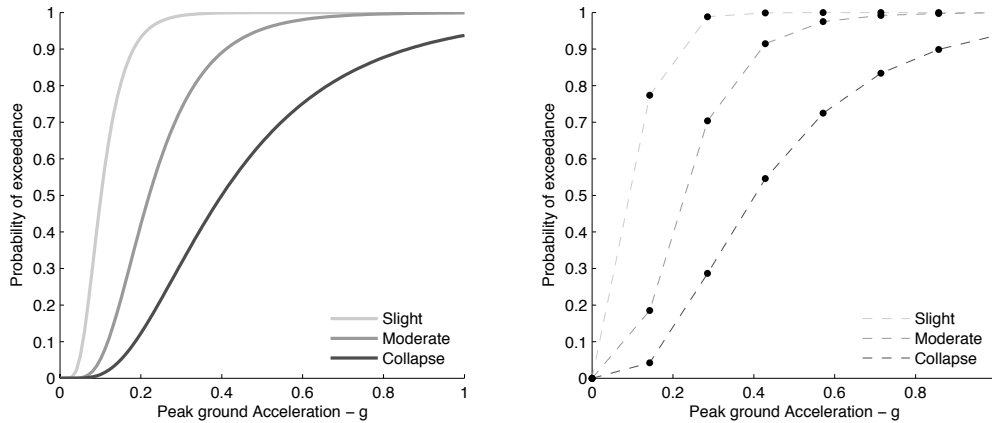 Probability of exceedance
1
0.9
0.8
0.7
0.6
0.5
0.4
0.3
0.2
0.1
0
0 0.2 0.4 0.6 0.8 1
Peak ground Acceleration – g
Slight
Moderate
Collapse
Probability of exceedance
1
0.9
0.8
0.7
0.6
0.5
0.4
0.3
0.2
0.1
0
0 0.2 0.4 0.6 0.8
Peak ground Acceleration – g
Slight
Moderate
Collapse